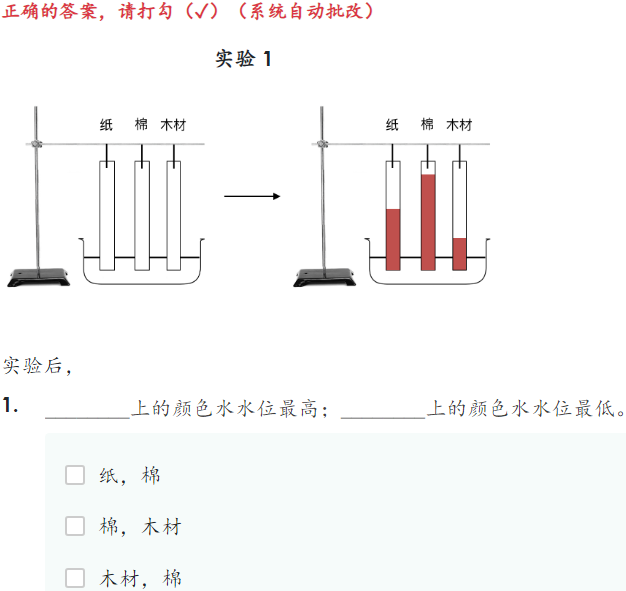 正确的答案，请打勾（✓）（系统自动批改）
实验 1
纸 棉 木材 纸 棉 木材
实验后，
1. ________上的颜色水水位最高；________上的颜色水水位最低。
纸，棉
棉，木材
木材，棉